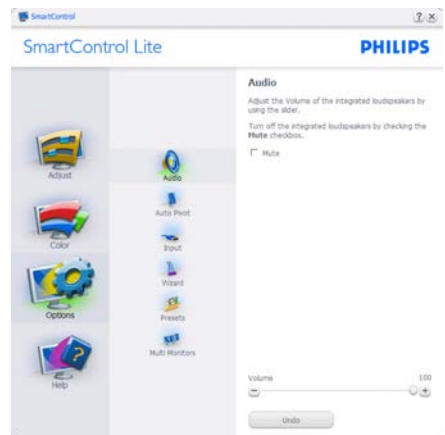 SmartControl
SmartControl Lite
PHILIPS
Adjust
Color
Options
Help
Audio
Auto Pivot
Input
Wizard
Presets
Multi Monitors
Audio
Adjust the Volume of the integrated loudspeakers by
using the slider.
Turn off the integrated loudspeakers by checking the
Mute checkbox.
Mute
Volume
100
Undo